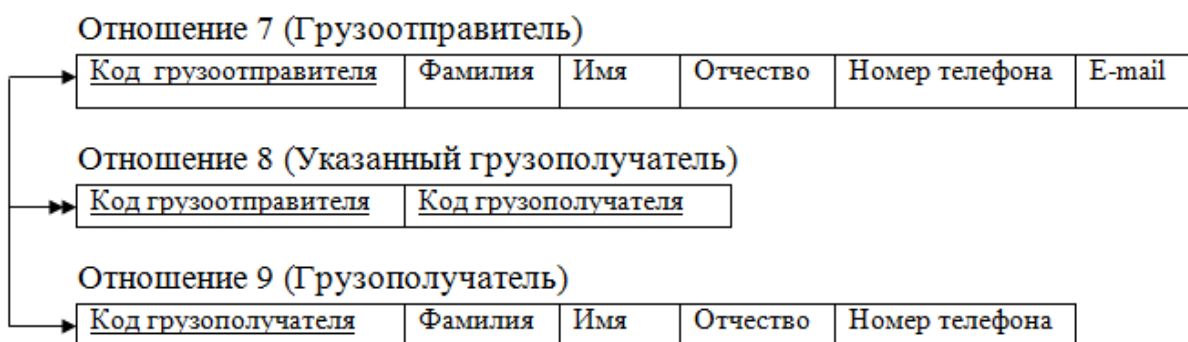 Отношение 7 (Грузоотправитель)
Код грузоотправителя Фамилия Имя Отчество Номер телефона E-mail
Отношение 8 (Указанный грузополучатель)
Код грузоотправителя Код грузополучателя
Отношение 9 (Грузополучатель)
Код грузополучателя Фамилия Имя Отчество Номер телефона